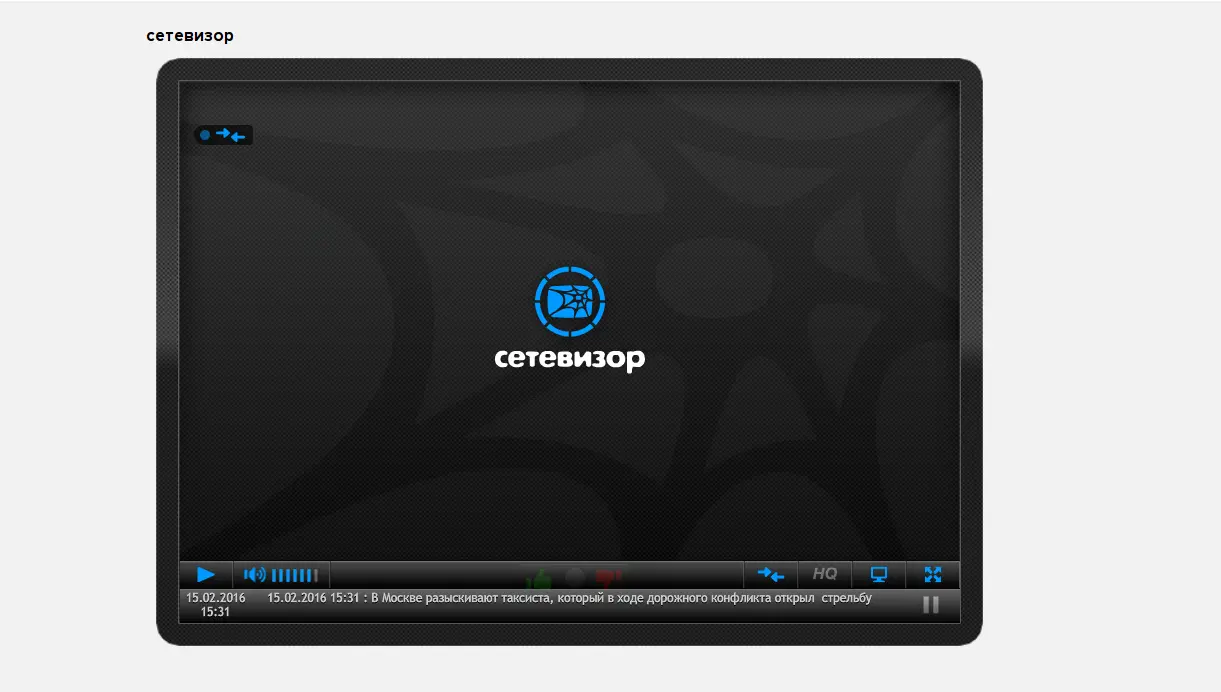 сетевизор
сетевизор
HQ
15.02.2016 15:31 : В Москве разыскивают таксиста, который в ходе дорожного конфликта открыл стрельбу
15.02.2016
15:31